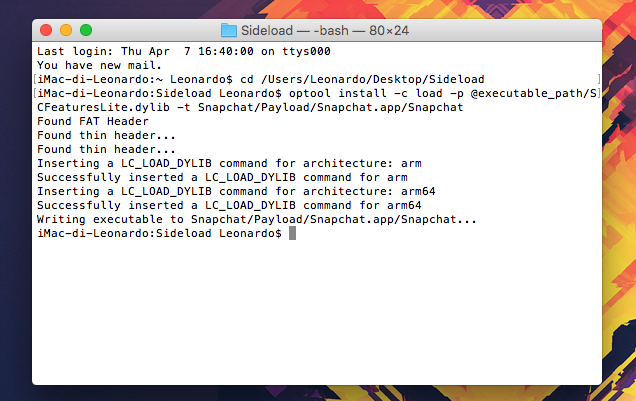 Sideload — -bash — 80×24
Last login: Thu Apr  7 16:40:00 on ttys000
You have new mail.
[iMac-di-Leonardo:~ Leonardo$ cd /Users/Leonardo/Desktop/Sideload ]
[iMac-di-Leonardo:Sideload Leonardo$ optool install -c load -p @executable_path/S]
CFeaturesLite.dylib -t Snapchat/Payload/Snapchat.app/Snapchat
Found FAT Header
Found thin header...
Found thin header...
Inserting a LC_LOAD_DYLIB command for architecture: arm
Successfully inserted a LC_LOAD_DYLIB command for arm
Inserting a LC_LOAD_DYLIB command for architecture: arm64
Successfully inserted a LC_LOAD_DYLIB command for arm64
Writing executable to Snapchat/Payload/Snapchat.app/Snapchat...
iMac-di-Leonardo:Sideload Leonardo$